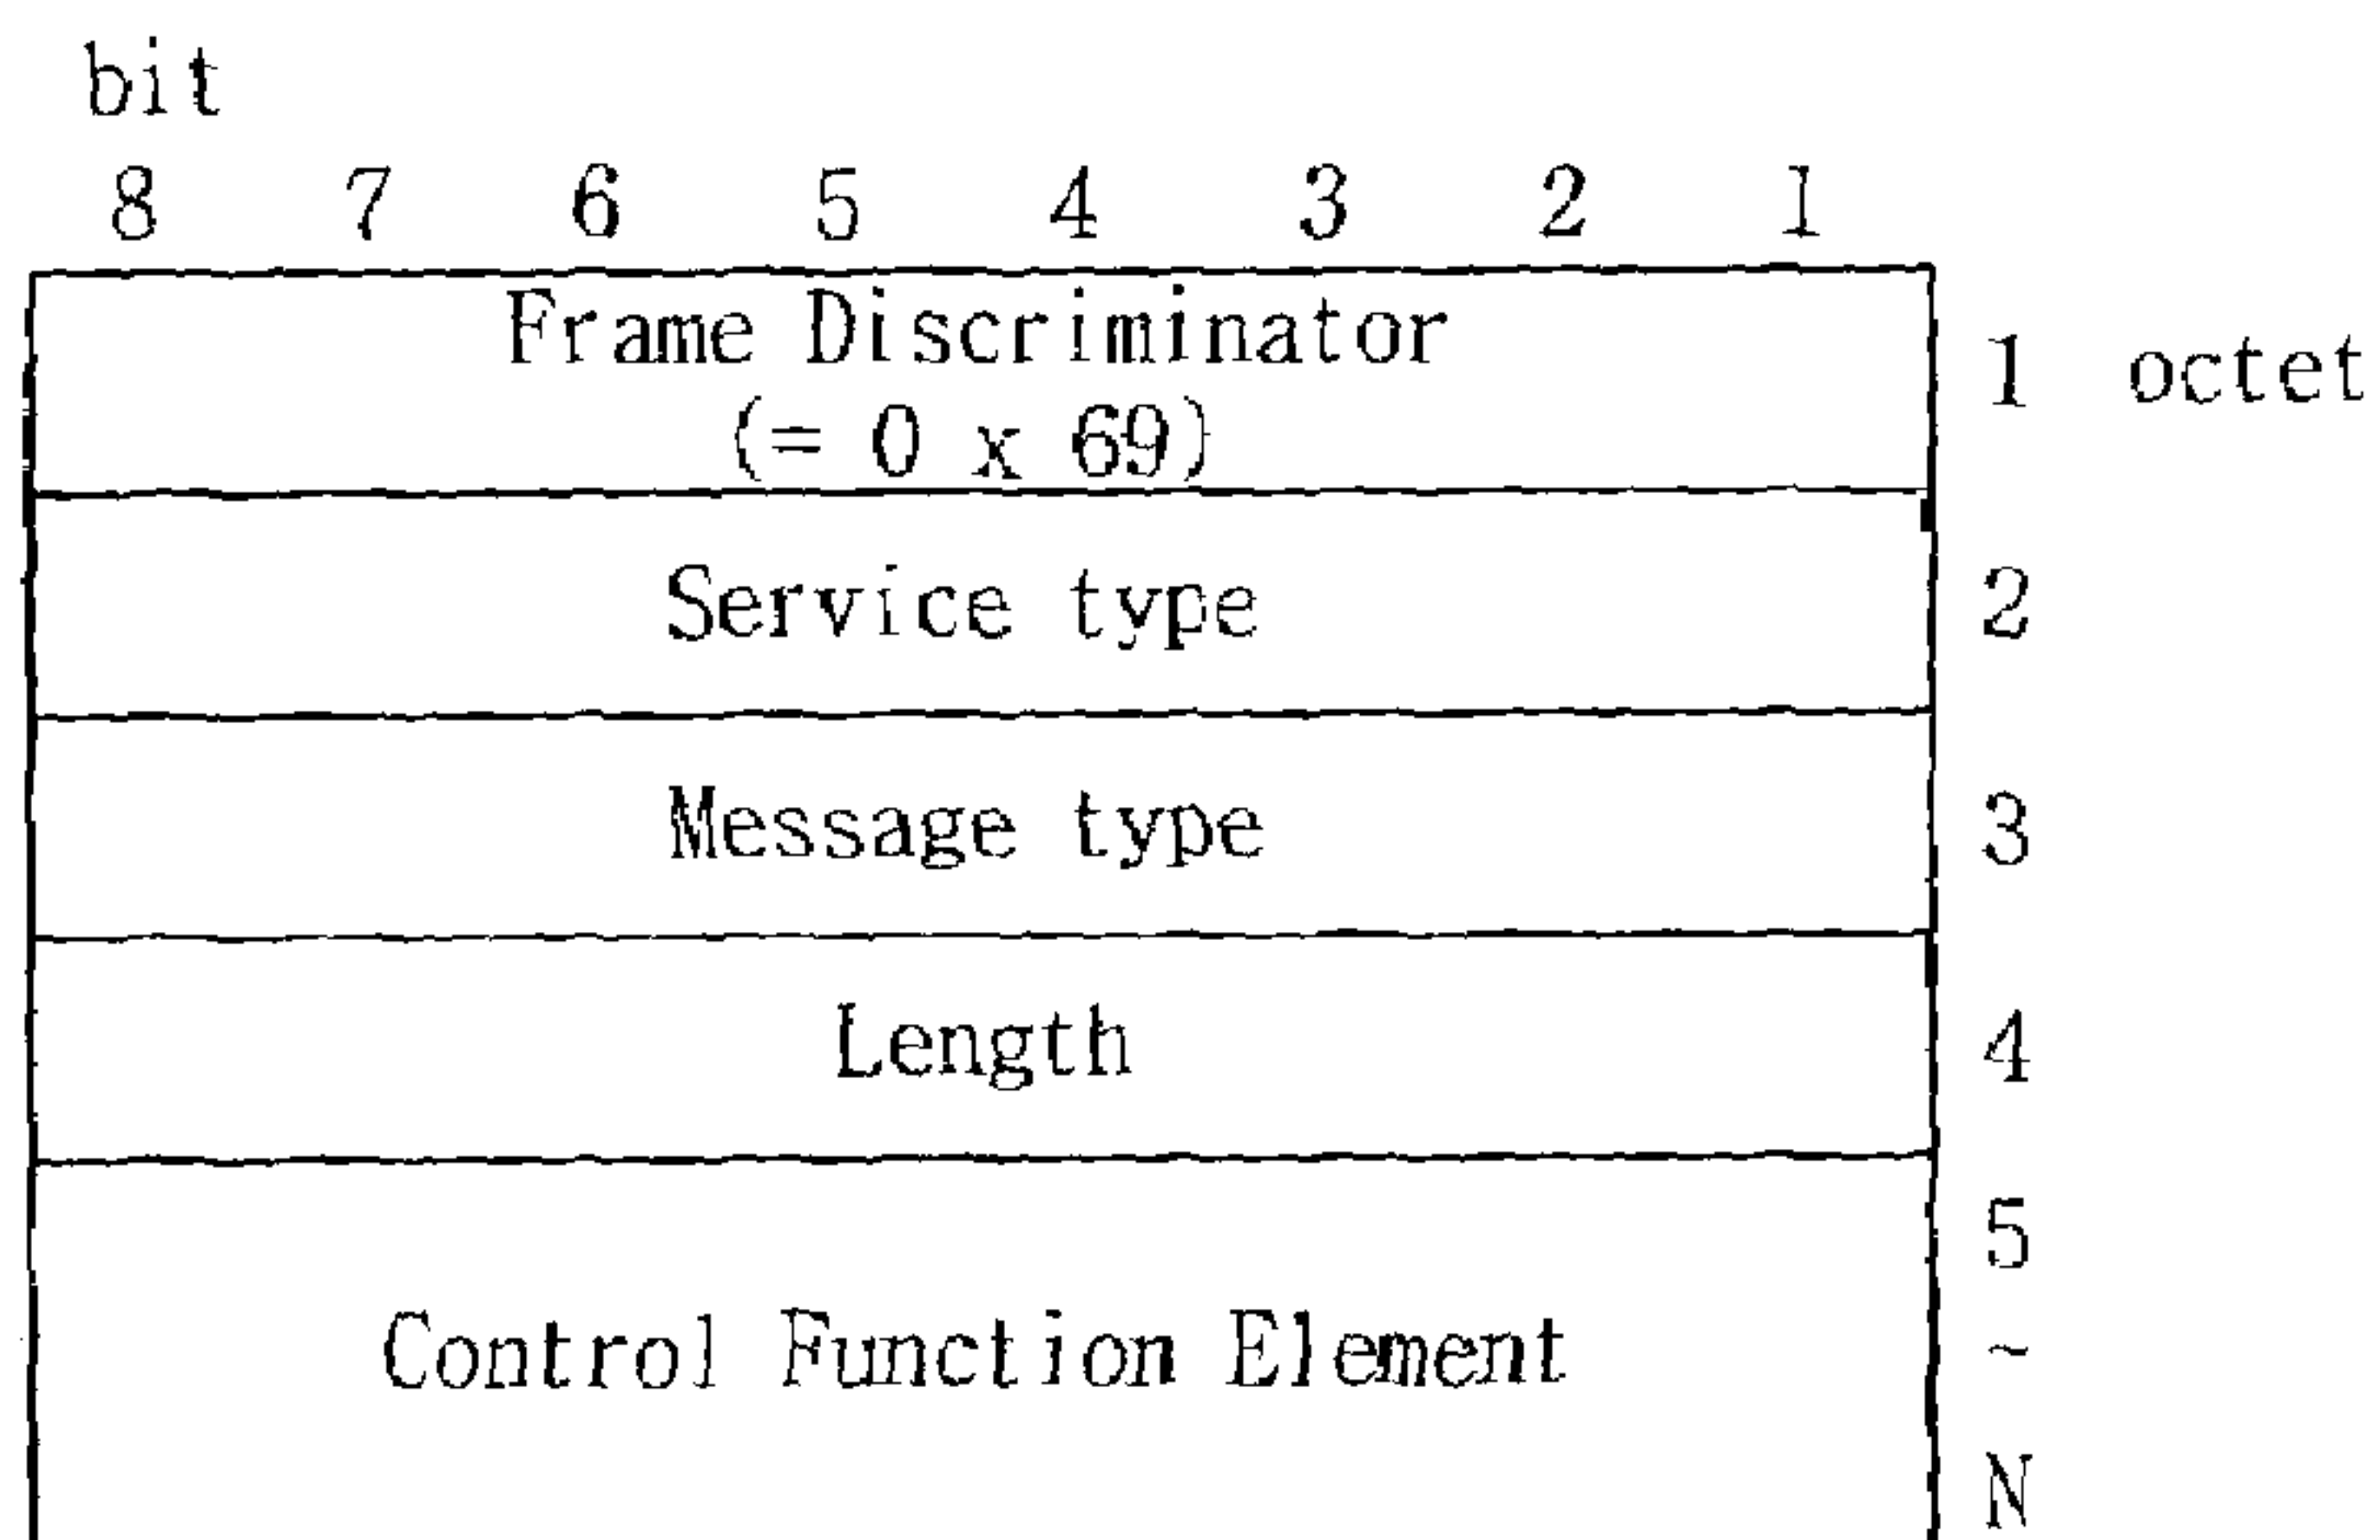 bit
8 7 6 5 4 3 2 1
Frame Discriminator
(= 0 x 69)
1 octet
Service type
2
Message type
3
Length
4
Control Function Element
5
~
N